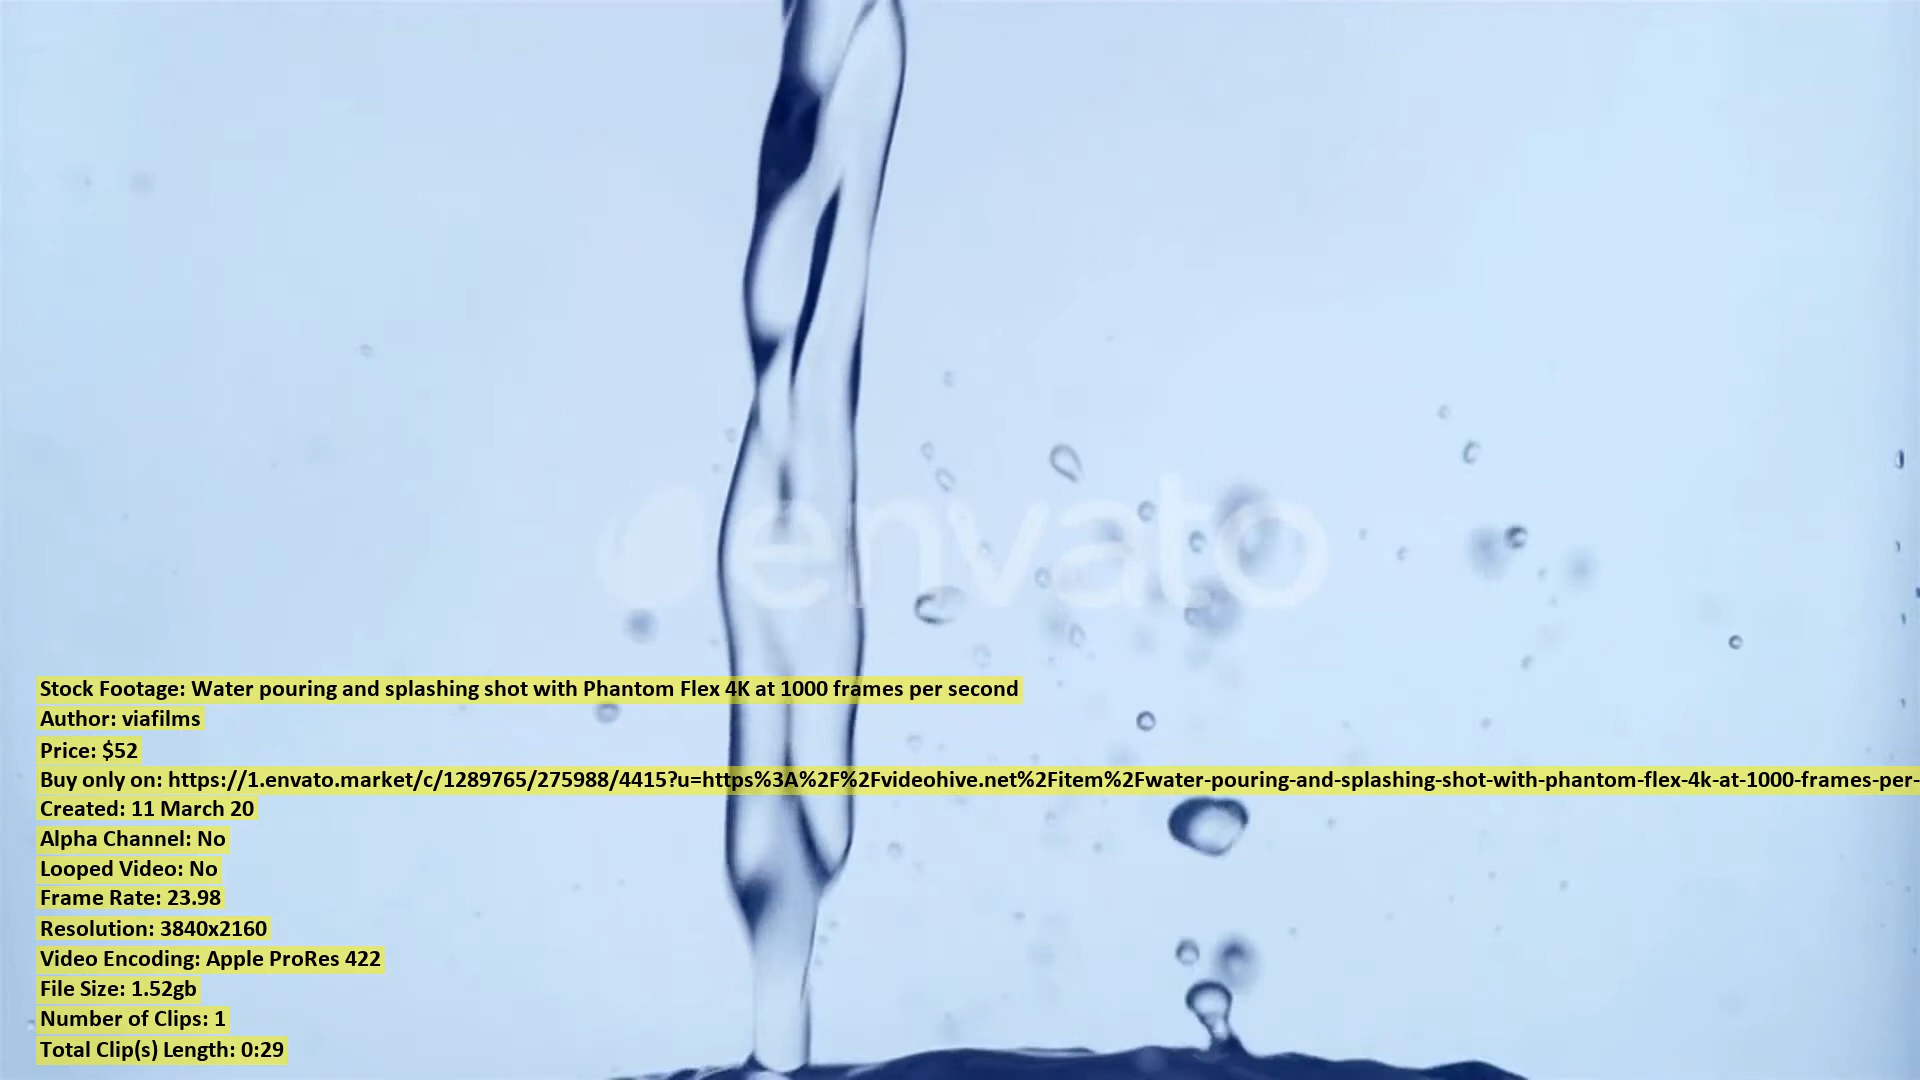 envato
Stock Footage: Water pouring and splashing shot with Phantom Flex 4K at 1000 frames per second
Author: viafilms
Price: $52
Buy only on: https://1.envato.market/c/1289765/275988/4415?u=https%3A%2F%2Fvideohive.net%2Fitem%2Fwater-pouring-and-splashing-shot-with-phantom-flex-4k-at-1000-frames-per-
Created: 11 March 20
Alpha Channel: No
Looped Video: No
Frame Rate: 23.98
Resolution: 3840x2160
Video Encoding: Apple ProRes 422
File Size: 1.52gb
Number of Clips: 1
Total Clip(s) Length: 0:29